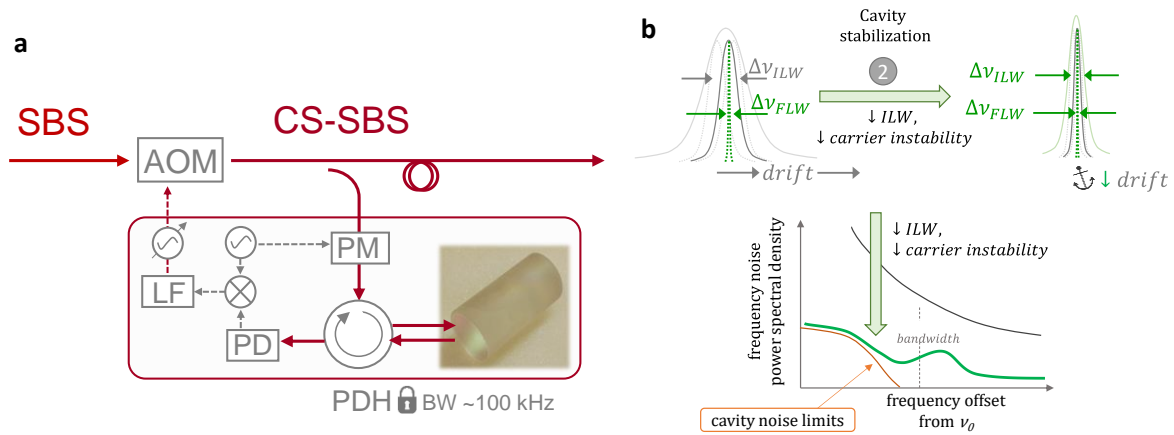 a
SBS
CS-SBS
AOM
PM
LF
PD
PDH BW ~100 kHz
b
Cavity
stabilization
2
Δν_ILW
Δν_FLW
↓ ILW,
↓ carrier instability
drift
Δν_ILW
Δν_FLW
↓ drift
↓ ILW,
↓ carrier instability
frequency noise
power spectral density
bandwidth
cavity noise limits
frequency offset
from ν_0